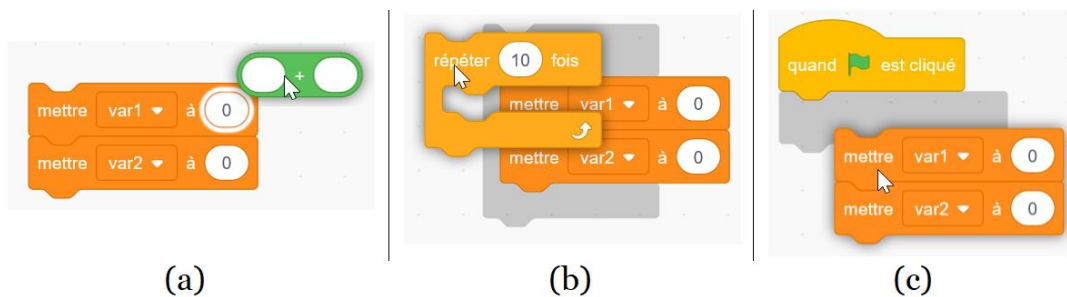 +
mettre var1 à 0
mettre var2 à 0
(a)
répéter 10 fois
mettre var1 à 0
mettre var2 à 0
(b)
quand est cliqué
mettre var1 à 0
mettre var2 à 0
(c)